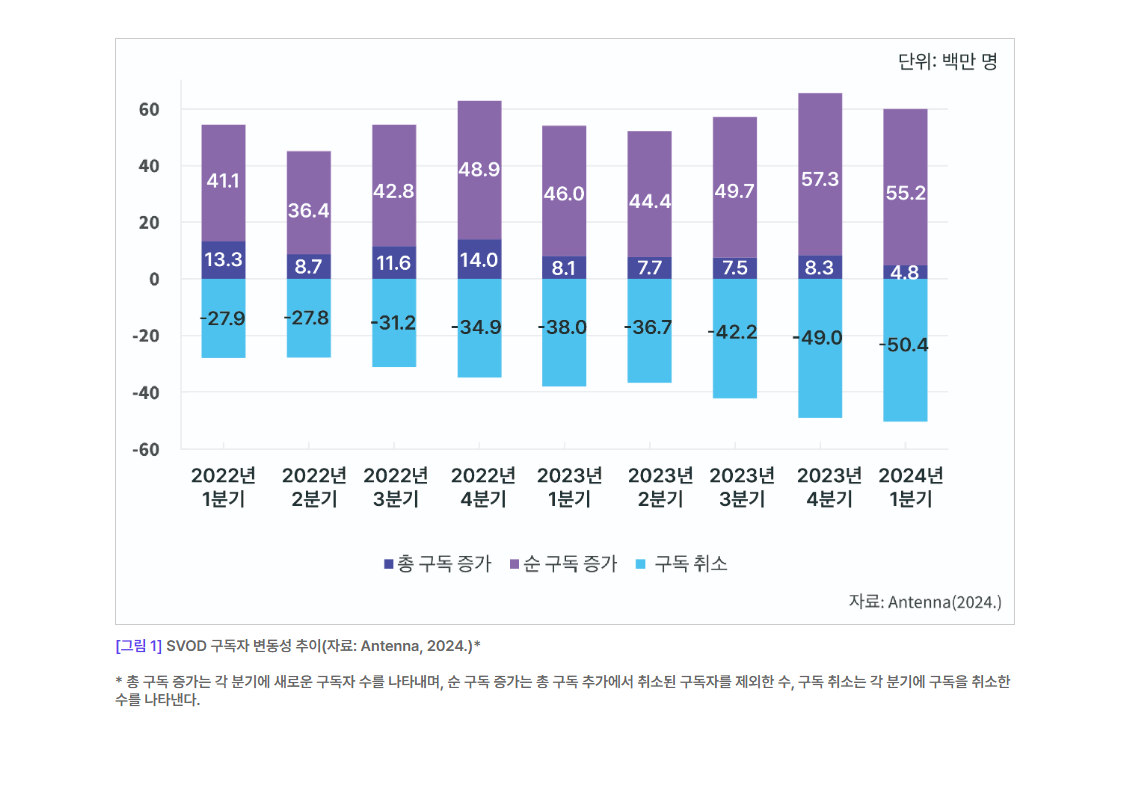 단위: 백만 명
60
40
20
0
-20
-40
-60
41.1
36.4
42.8
48.9
46.0
44.4
49.7
57.3
55.2
13.3
8.7
11.6
14.0
8.1
7.7
7.5
8.3
4.8
-27.9
-27.8
-31.2
-34.9
-38.0
-36.7
-42.2
-49.0
-50.4
2022년 1분기
2022년 2분기
2022년 3분기
2022년 4분기
2023년 1분기
2023년 2분기
2023년 3분기
2023년 4분기
2024년 1분기
총 구독 증가 순 구독 증가 구독 취소
자료: Antenna(2024.)
[그림 1] SVOD 구독자 변동성 추이(자료: Antenna, 2024.)*
* 총 구독 증가는 각 분기에 새로운 구독자 수를 나타내며, 순 구독 증가는 총 구독 추가에서 취소된 구독자를 제외한 수, 구독 취소는 각 분기에 구독을 취소한
수를 나타낸다.